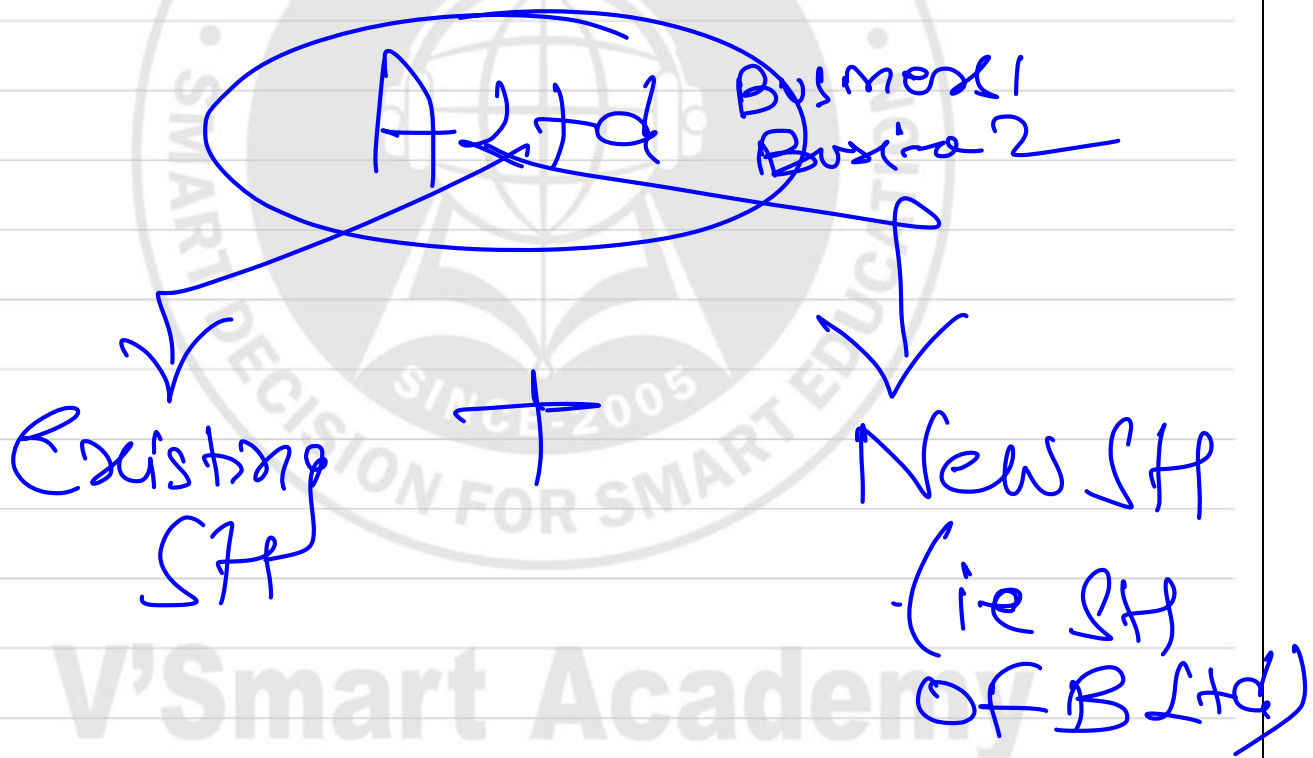 A Ltd
Business 1
Busine 2
Existing
SH
+
New SH
(ie SH
Of B Ltd)
SMART DECISION FOR SMART EDUCATION
SINCE-2005
V'Smart Academy